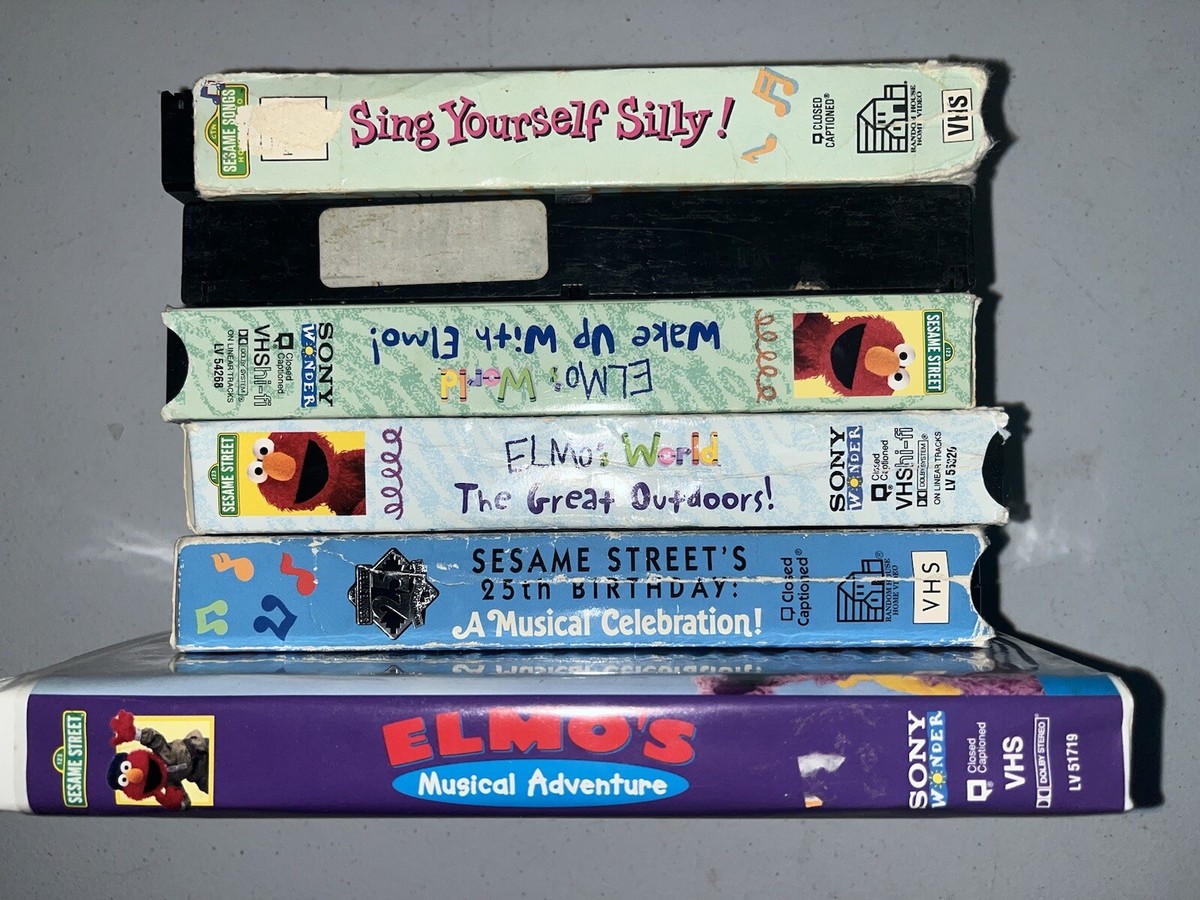 SESAME SONGS
Sing Yourself Silly!
CLOSED
CAPTIONED®
RANDOM HOUSE
HOME VIDEO
VHS
SESAME STREET
ELMO's World
Wake Up With Elmo!
SONY
WONDER
Closed
Captioned
VHS hi-fi
DOLBY SYSTEM
ON LINEAR TRACKS
LV 54268
123
SESAME STREET
ELMO's World
The Great Outdoors!
SONY
WONDER
Closed
Captioned
VHS hi-fi
DOLBY SYSTEM
ON LINEAR TRACKS
25
SESAME STREET'S
25th BIRTHDAY:
A Musical Celebration!
Closed
Captioned®
RANDOM HOUSE
HOME VIDEO
VHS
123
SESAME STREET
ELMO'S
Musical Adventure
SONY
WONDER
Closed
Captioned
VHS
DOLBY STEREO
LV 51719